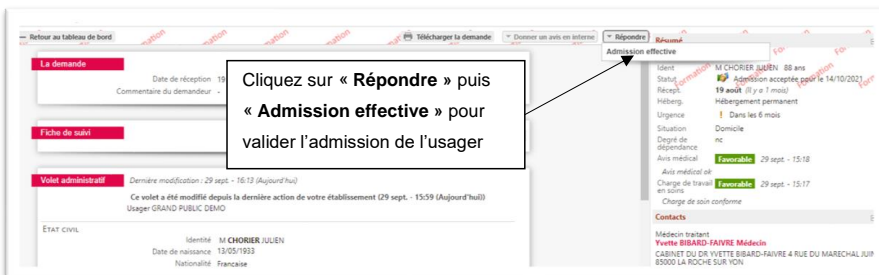 Retour au tableau de bord
Télécharger la demande
Donner un avis en interne
Répondre
Admission effective
La demande
Date de réception 19
Commentaire du demandeur -
Cliquez sur « Répondre » puis
« Admission effective » pour
valider l’admission de l’usager
Fiche de suivi
Volet administratif
Dernière modification : 29 sept. - 16:13 (Aujourd'hui)
Ce volet a été modifié depuis la dernière action de votre établissement (29 sept. - 15:59 (Aujourd'hui))
Usager GRAND PUBLIC DEMO
ETAT CIVIL
Identité M CHORIER JULIEN
Date de naissance 13/05/1933
Nationalité Française
Résumé
Ident M CHORIER JULIEN 88 ans
Statut Admission acceptée pour le 14/10/2021
Récept. 19 août (Il y a 1 mois)
Héberg. Hébergement permanent
Urgence ! Dans les 6 mois
Situation Domicile
Degré de nc
dépendance
Avis médical Favorable 29 sept. - 15:18
Avis médical ok
Charge de travail Favorable 29 sept. - 15:17
en soins
Charge de soin conforme
Contacts
Médecin traitant
Yvette BIBARD-FAIVRE Médecin
CABINET DU DR YVETTE BIBARD-FAIVRE 4 RUE DU MARECHAL JUIN
85000 LA ROCHE SUR YON
formation
formation
formation
formation
formation